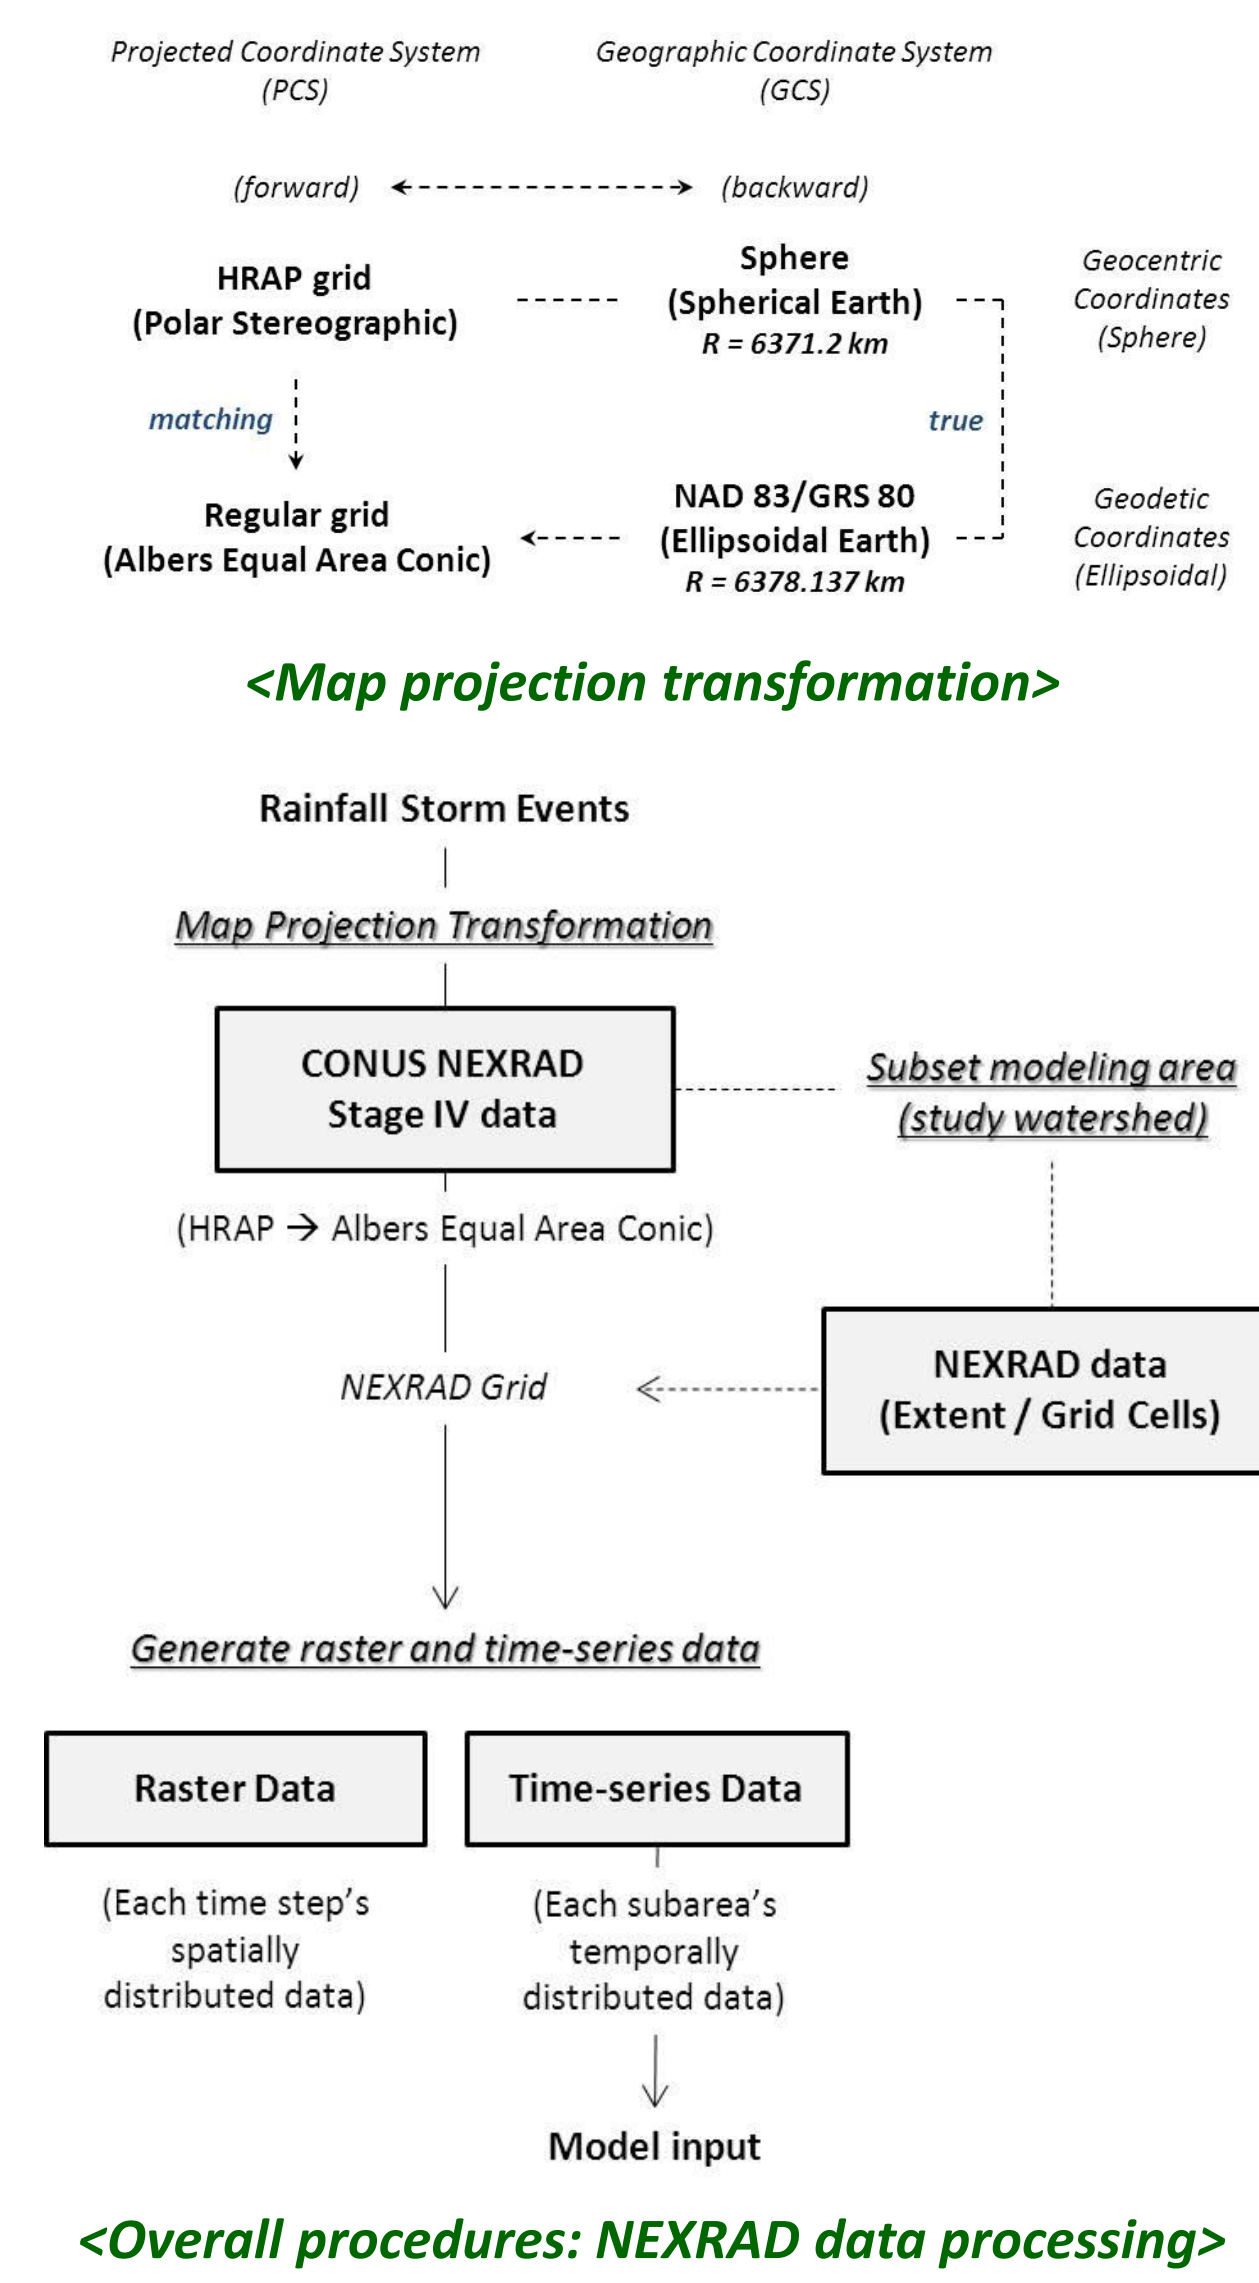 Projected Coordinate System
(PCS)
Geographic Coordinate System
(GCS)
(forward)
(backward)
HRAP grid
(Polar Stereographic)
Sphere
(Spherical Earth)
R = 6371.2 km
Geocentric
Coordinates
(Sphere)
matching
true
Regular grid
(Albers Equal Area Conic)
NAD 83/GRS 80
(Ellipsoidal Earth)
R = 6378.137 km
Geodetic
Coordinates
(Ellipsoidal)
<Map projection transformation>
Rainfall Storm Events
Map Projection Transformation
CONUS NEXRAD
Stage IV data
Subset modeling area
(study watershed)
(HRAP → Albers Equal Area Conic)
NEXRAD Grid
NEXRAD data
(Extent / Grid Cells)
Generate raster and time-series data
Raster Data
Time-series Data
(Each time step's
spatially
distributed data)
(Each subarea's
temporally
distributed data)
Model input
<Overall procedures: NEXRAD data processing>